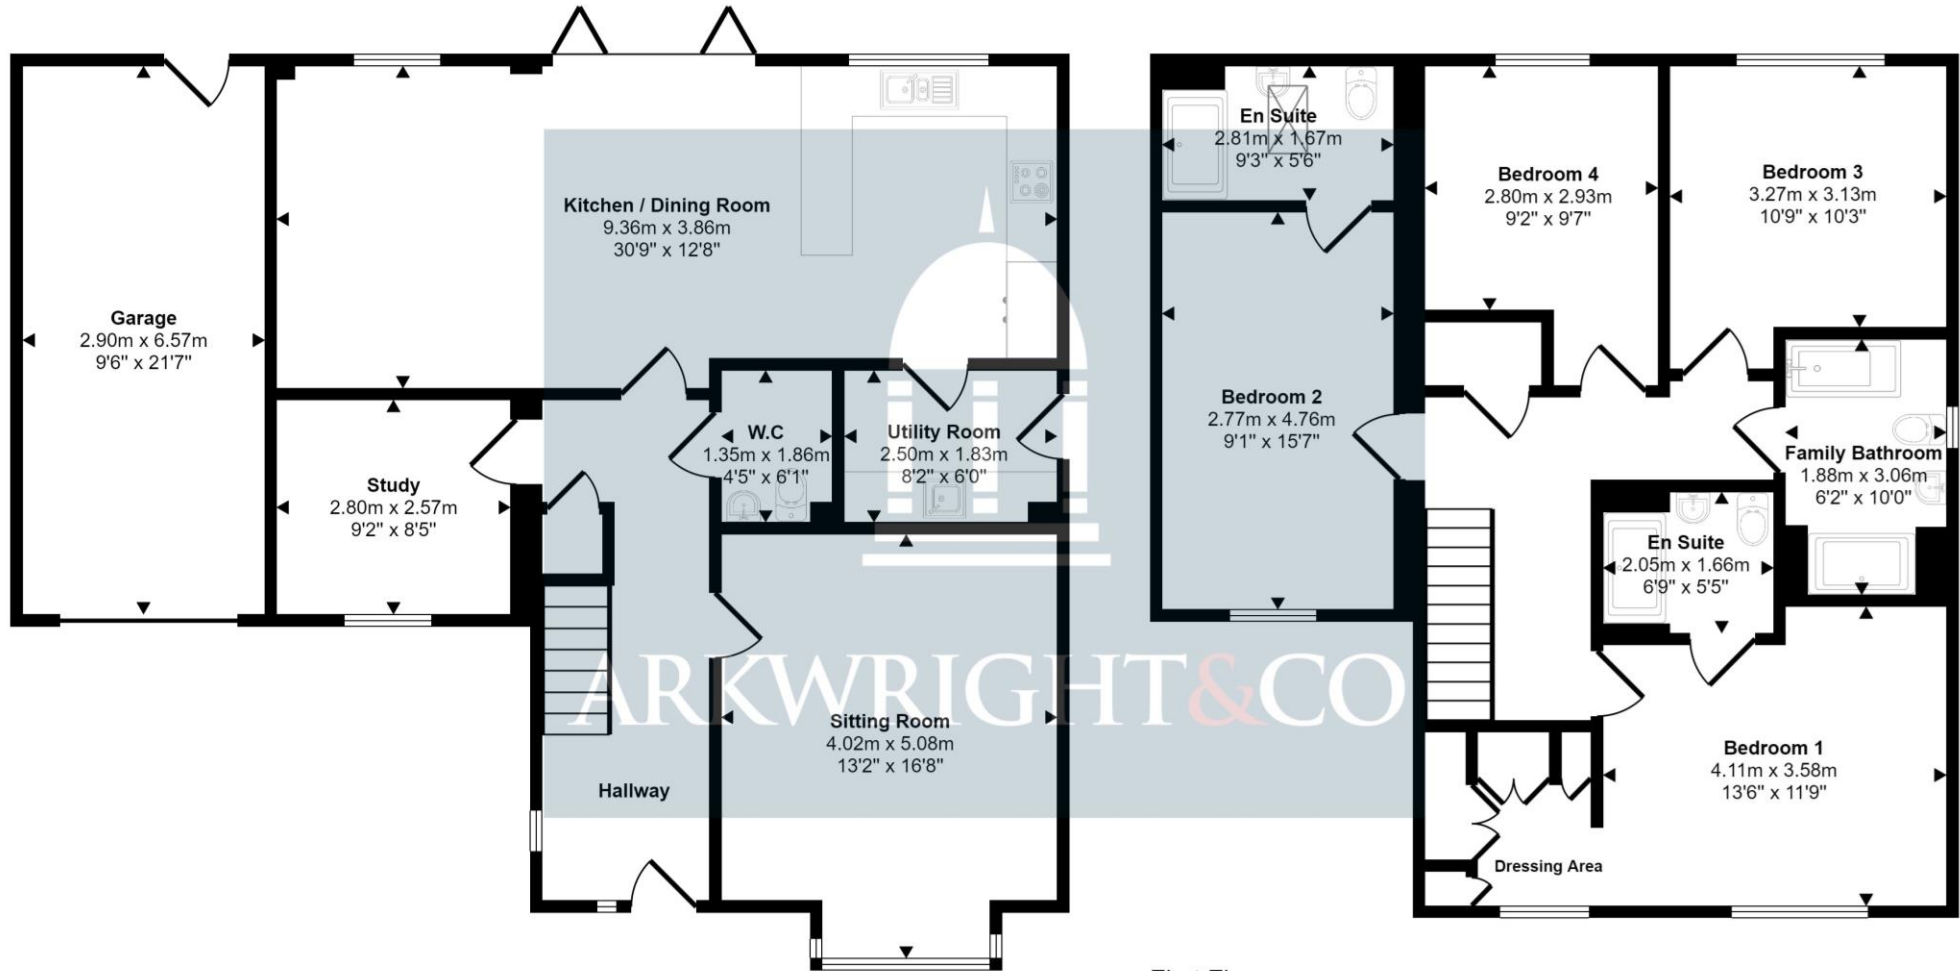 Garage
2.90m x 6.57m
9'6" x 21'7"
Kitchen / Dining Room
9.36m x 3.86m
30'9" x 12'8"
Study
2.80m x 2.57m
9'2" x 8'5"
W.C
1.35m x 1.86m
4'5" x 6'1"
Utility Room
2.50m x 1.83m
8'2" x 6'0"
Sitting Room
4.02m x 5.08m
13'2" x 16'8"
Hallway
ARKWRIGHT&CO
En Suite
2.81m x 1.67m
9'3" x 5'6"
Bedroom 2
2.77m x 4.76m
9'1" x 15'7"
Bedroom 4
2.80m x 2.93m
9'2" x 9'7"
Bedroom 3
3.27m x 3.13m
10'9" x 10'3"
Family Bathroom
1.88m x 3.06m
6'2" x 10'0"
En Suite
2.05m x 1.66m
6'9" x 5'5"
Bedroom 1
4.11m x 3.58m
13'6" x 11'9"
Dressing Area